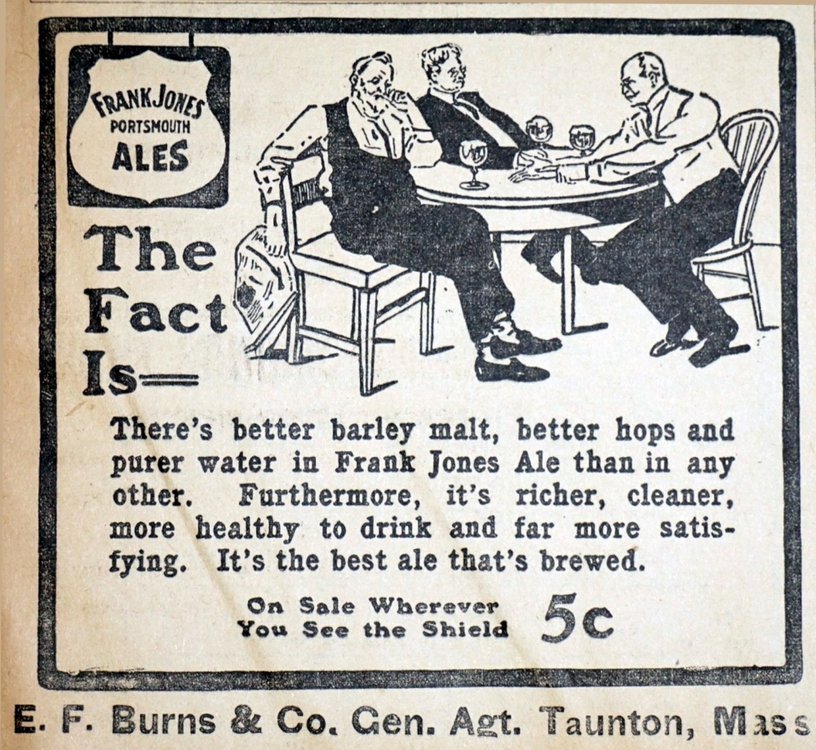 FRANK JONES
PORTSMOUTH
ALES
The
Fact
Is=
There's better barley malt, better hops and
purer water in Frank Jones Ale than in any
other. Furthermore, it's richer, cleaner,
more healthy to drink and far more satis-
fying. It's the best ale that's brewed.
On Sale Wherever
You See the Shield
5c
E. F. Burns & Co. Gen. Agt. Taunton, Mass